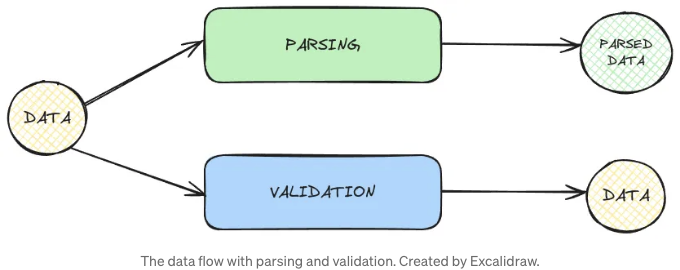 PARSING
PARSED
DATA
DATA
VALIDATION
DATA
The data flow with parsing and validation. Created by Excalidraw.